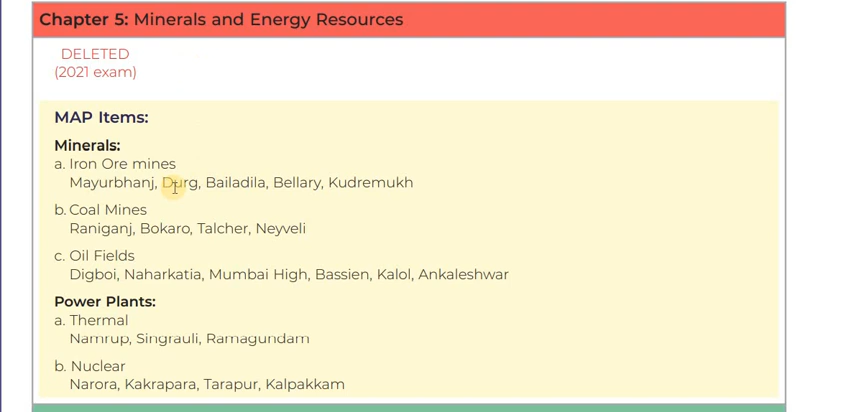 Chapter 5: Minerals and Energy Resources
DELETED
(2021 exam)
MAP Items:
Minerals:
a. Iron Ore mines
Mayurbhanj, Durg, Bailadila, Bellary, Kudremukh
b. Coal Mines
Raniganj, Bokaro, Talcher, Neyveli
c. Oil Fields
Digboi, Naharkatia, Mumbai High, Bassien, Kalol, Ankaleshwar
Power Plants:
a. Thermal
Namrup, Singrauli, Ramagundam
b. Nuclear
Narora, Kakrapara, Tarapur, Kalpakkam